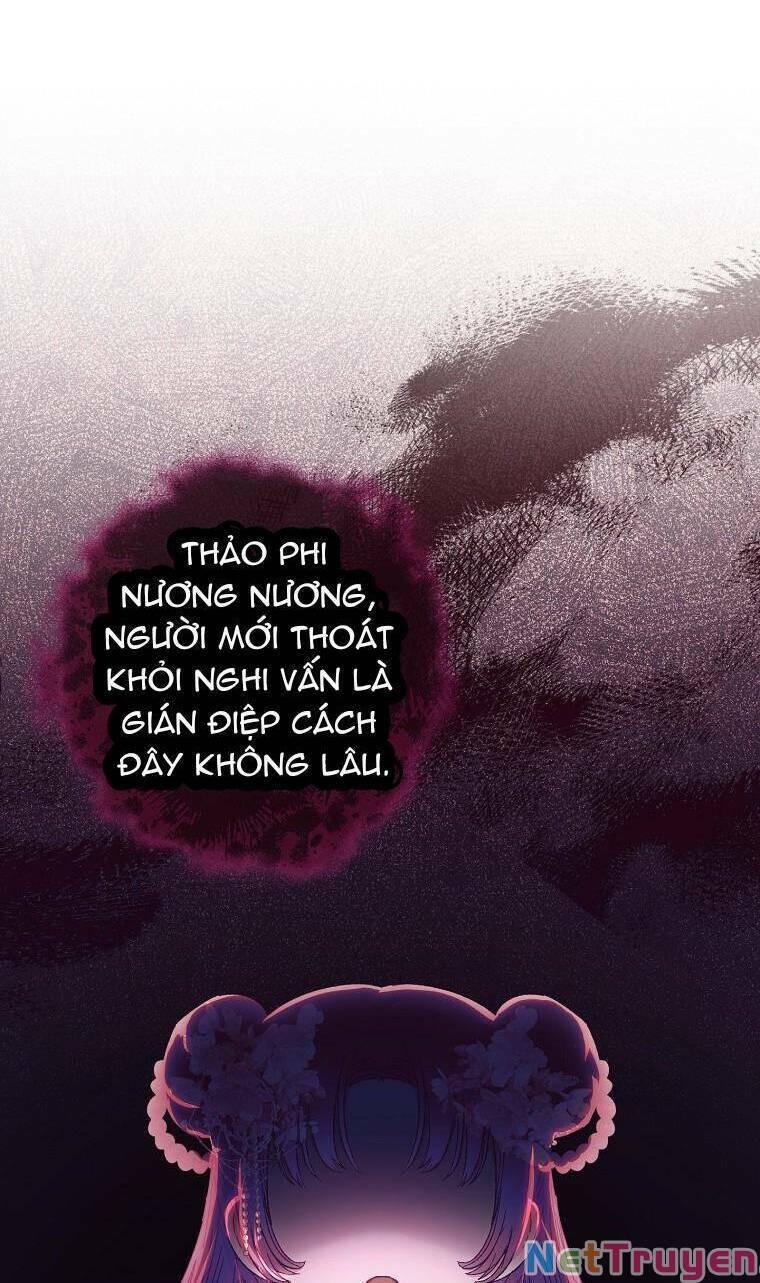 THẢO PHI
NƯƠNG NƯƠNG,
NGƯỜI MỚI THOÁT
KHỎI NGHI VẤN LÀ
GIÁN ĐIỆP CÁCH
ĐÂY KHÔNG LÂU.
NetTruyen